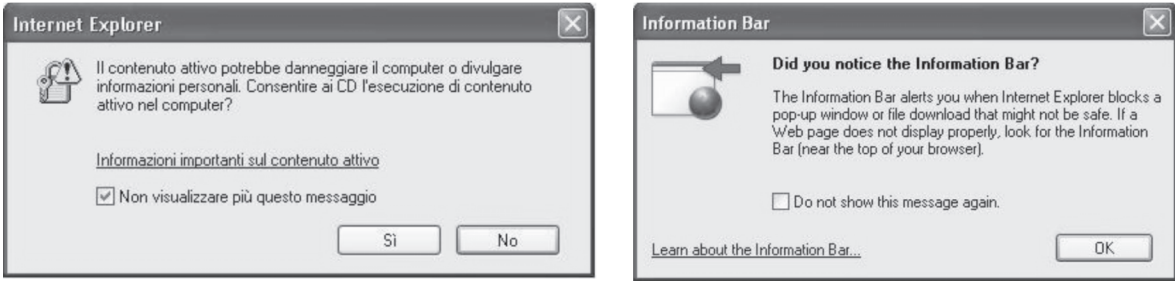 Internet Explorer
Il contenuto attivo potrebbe danneggiare il computer o divulgare
informazioni personali. Consentire ai CD l'esecuzione di contenuto
attivo nel computer?
Informazioni importanti sul contenuto attivo
Non visualizzare più questo messaggio
Sì
No
Information Bar
Did you notice the Information Bar?
The Information Bar alerts you when Internet Explorer blocks a
pop-up window or file download that might not be safe. If a
Web page does not display properly, look for the Information
Bar (near the top of your browser).
Do not show this message again.
Learn about the Information Bar...
OK